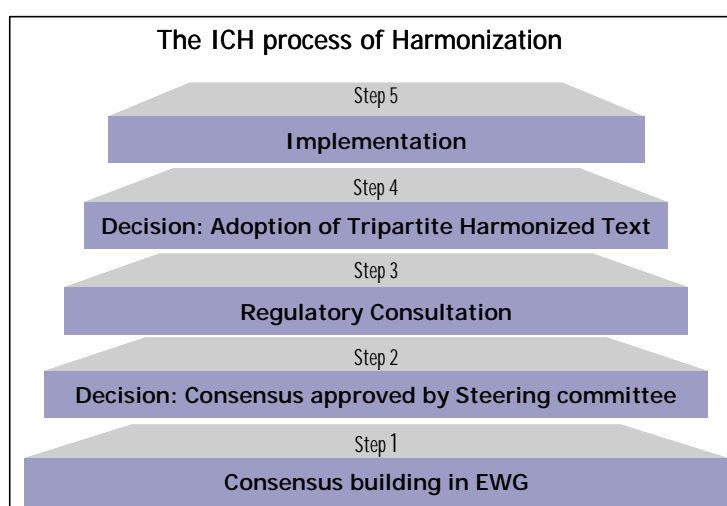 The ICH process of Harmonization
Step 5
Implementation
Step 4
Decision: Adoption of Tripartite Harmonized Text
Step 3
Regulatory Consultation
Step 2
Decision: Consensus approved by Steering committee
Step 1
Consensus building in EWG